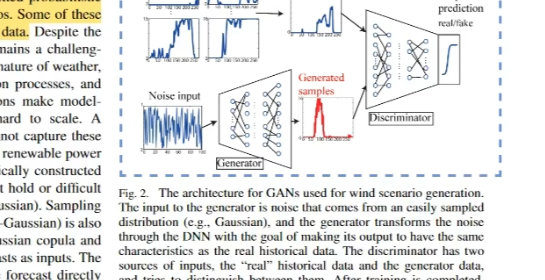 os. Some of these
data. Despite the
mains a challeng-
nature of weather,
on processes, and
ons make model-
hard to scale. A
not capture these
renewable power
ically constructed
t hold or difficult
ussian). Sampling
-Gaussian) is also
ussian copula and
asts as inputs. The
prediction
real/fake
Noise input
Generated
samples
Discriminator
Generator
Fig. 2. The architecture for GANs used for wind scenario generation.
The input to the generator is noise that comes from an easily sampled
distribution (e.g., Gaussian), and the generator transforms the noise
through the DNN with the goal of making its output to have the same
characteristics as the real historical data. The discriminator has two
sources of inputs, the “real” historical data and the generator data,